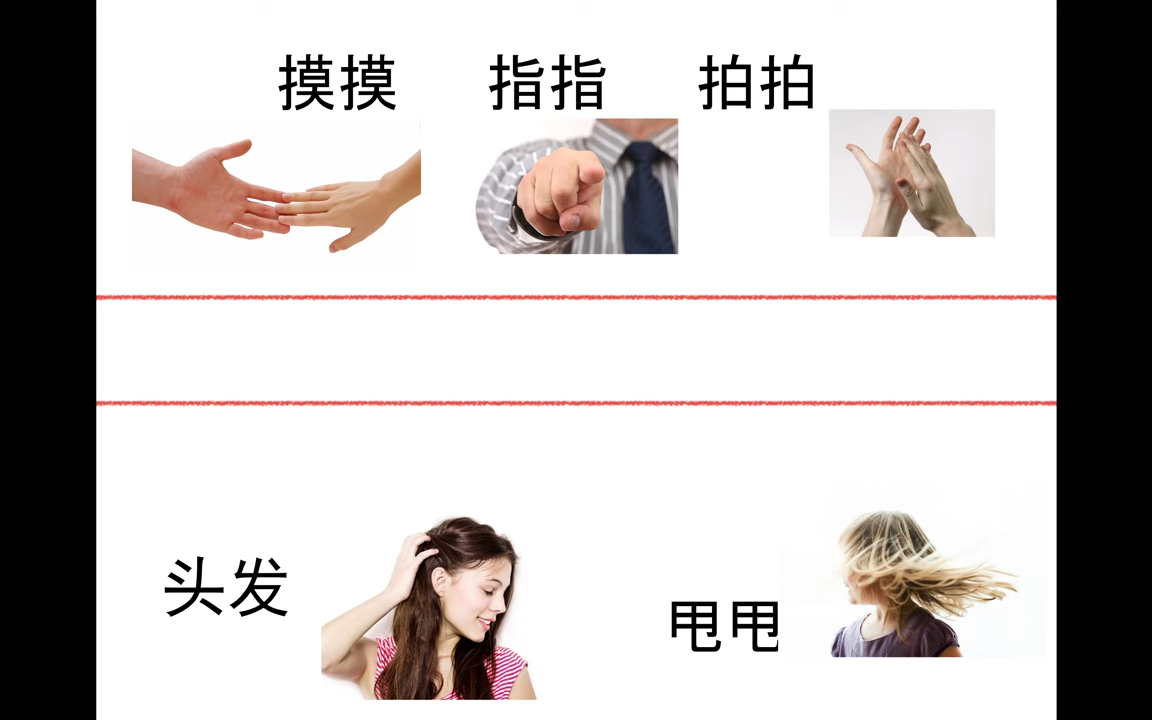 摸摸 指指 拍拍
头发
甩甩